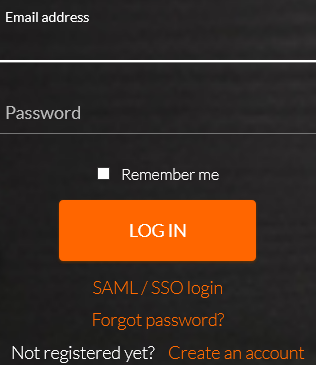 Email address
Password
Remember me
LOG IN
SAML / SSO login
Forgot password?
Not registered yet? Create an account